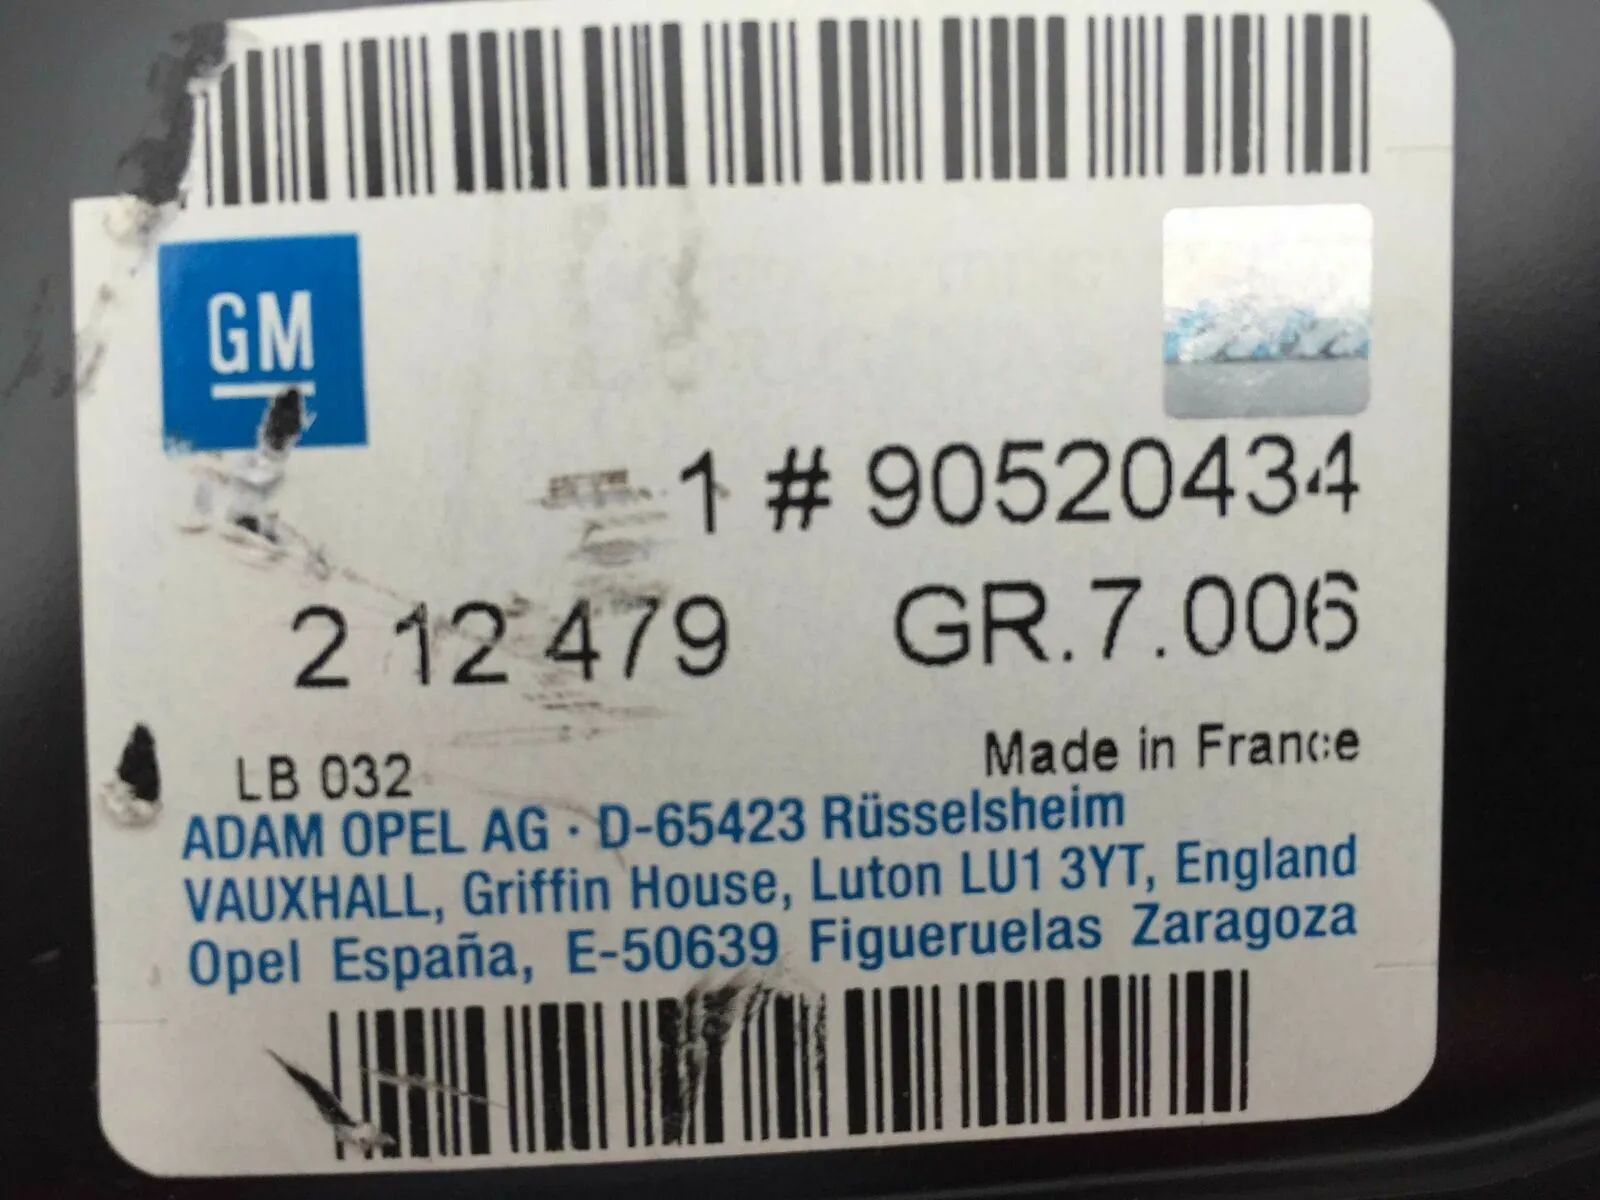 GM
1 # 90520434
2 12 479 GR.7.006
LB 032 Made in France
ADAM OPEL AG · D-65423 Rüsselsheim
VAUXHALL, Griffin House, Luton LU1 3YT, England
Opel España, E-50639 Figueruelas Zaragoza